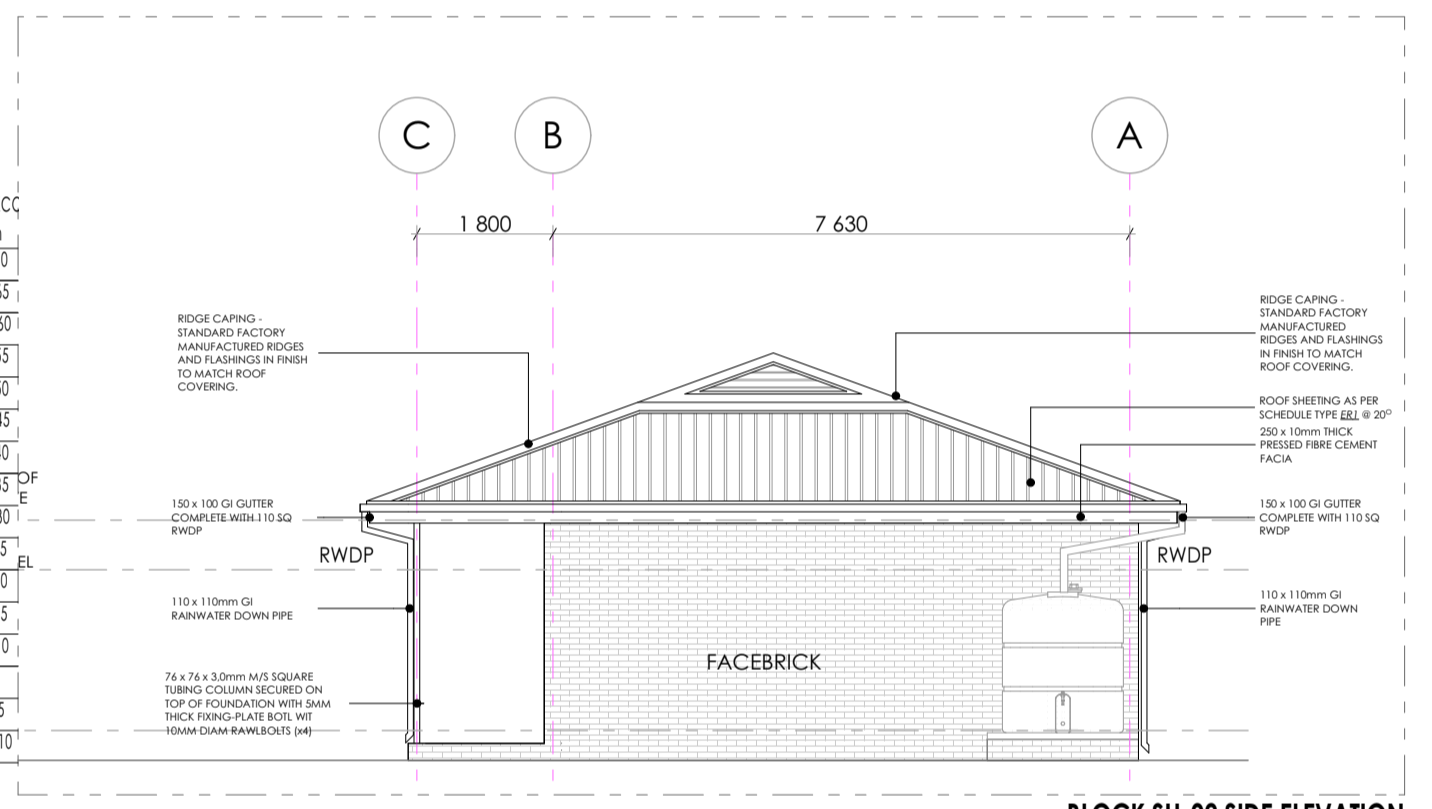 C B A
1 800 7 630
RIDGE CAPING -
STANDARD FACTORY
MANUFACTURED RIDGES
AND FLASHINGS IN FINISH
TO MATCH ROOF
COVERING.
RIDGE CAPING -
STANDARD FACTORY
MANUFACTURED
RIDGES AND FLASHINGS
IN FINISH TO MATCH
ROOF COVERING.
ROOF SHEETING AS PER
SCHEDULE TYPE ER1 @ 20°
250 x 10mm THICK
PRESSED FIBRE CEMENT
FACIA
150 x 100 GI GUTTER
COMPLETE WITH 110 SQ
RWDP
150 x 100 GI GUTTER
COMPLETE WITH 110 SQ
RWDP
RWDP
RWDP
110 x 110mm GI
RAINWATER DOWN PIPE
110 x 110mm GI
RAINWATER DOWN
PIPE
FACEBRICK
76 x 76 x 3,0mm M/S SQUARE
TUBING COLUMN SECURED ON
TOP OF FOUNDATION WITH 5MM
THICK FIXING-PLATE BOTL WIT
10MM DIAM RAWLBOLTS (x4)
OF
E
EL